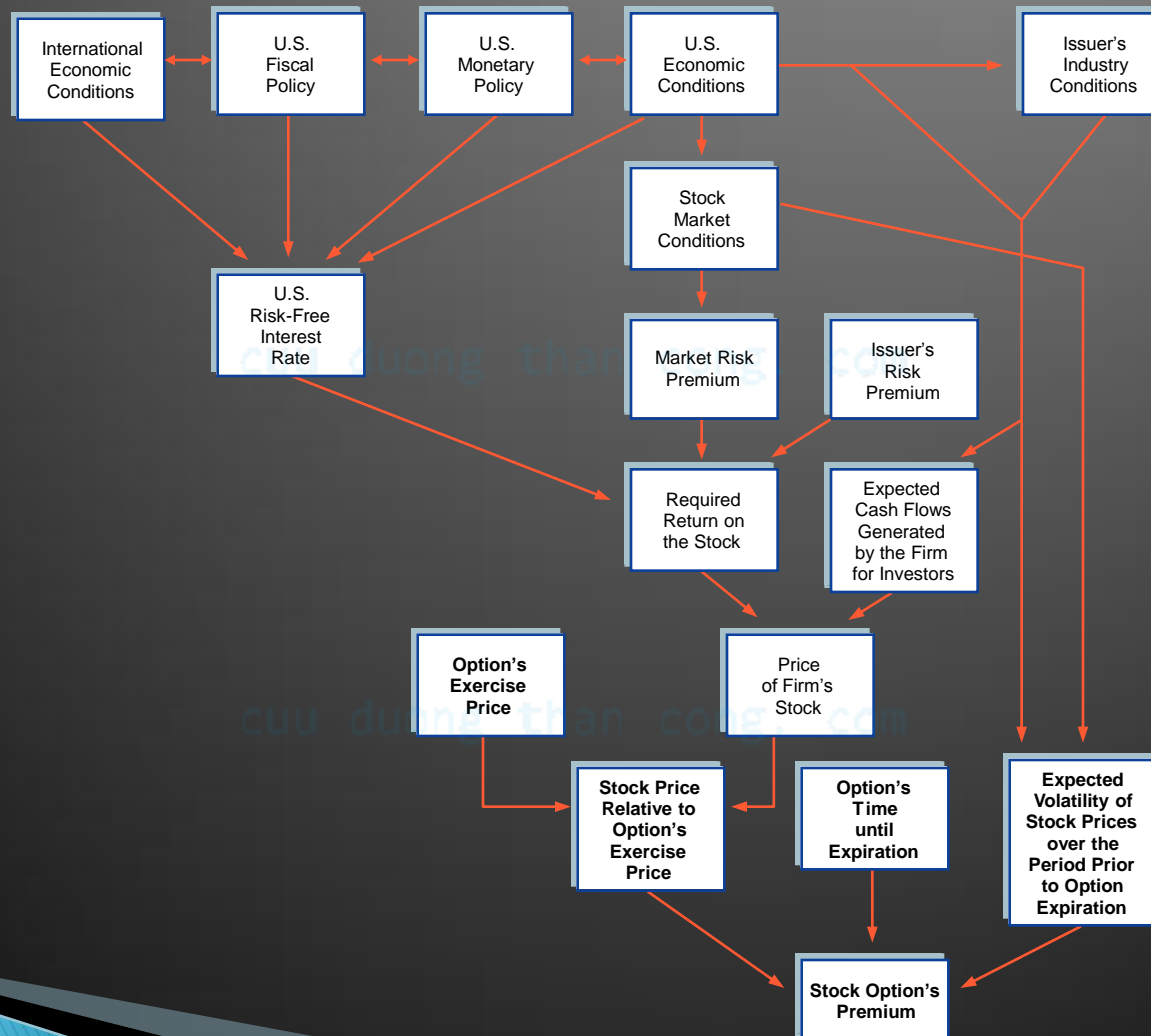 International
Economic
Conditions
U.S.
Fiscal
Policy
U.S.
Monetary
Policy
U.S.
Economic
Conditions
Issuer's
Industry
Conditions
Stock
Market
Conditions
U.S.
Risk-Free
Interest
Rate
Market Risk
Premium
Issuer's
Risk
Premium
cuu duong than cong. com
Required
Return on
the Stock
Expected
Cash Flows
Generated
by the Firm
for Investors
Option's
Exercise
Price
Price
of Firm's
Stock
cuu duong than cong. com
Stock Price
Relative to
Option's
Exercise
Price
Option's
Time
until
Expiration
Expected
Volatility of
Stock Prices
over the
Period Prior
to Option
Expiration
Stock Option's
Premium